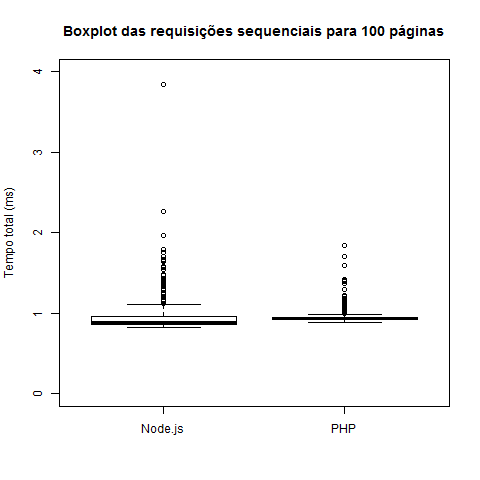 Boxplot das requisições sequenciais para 100 páginas
Tempo total (ms)
4
3
2
1
0
Node.js
PHP